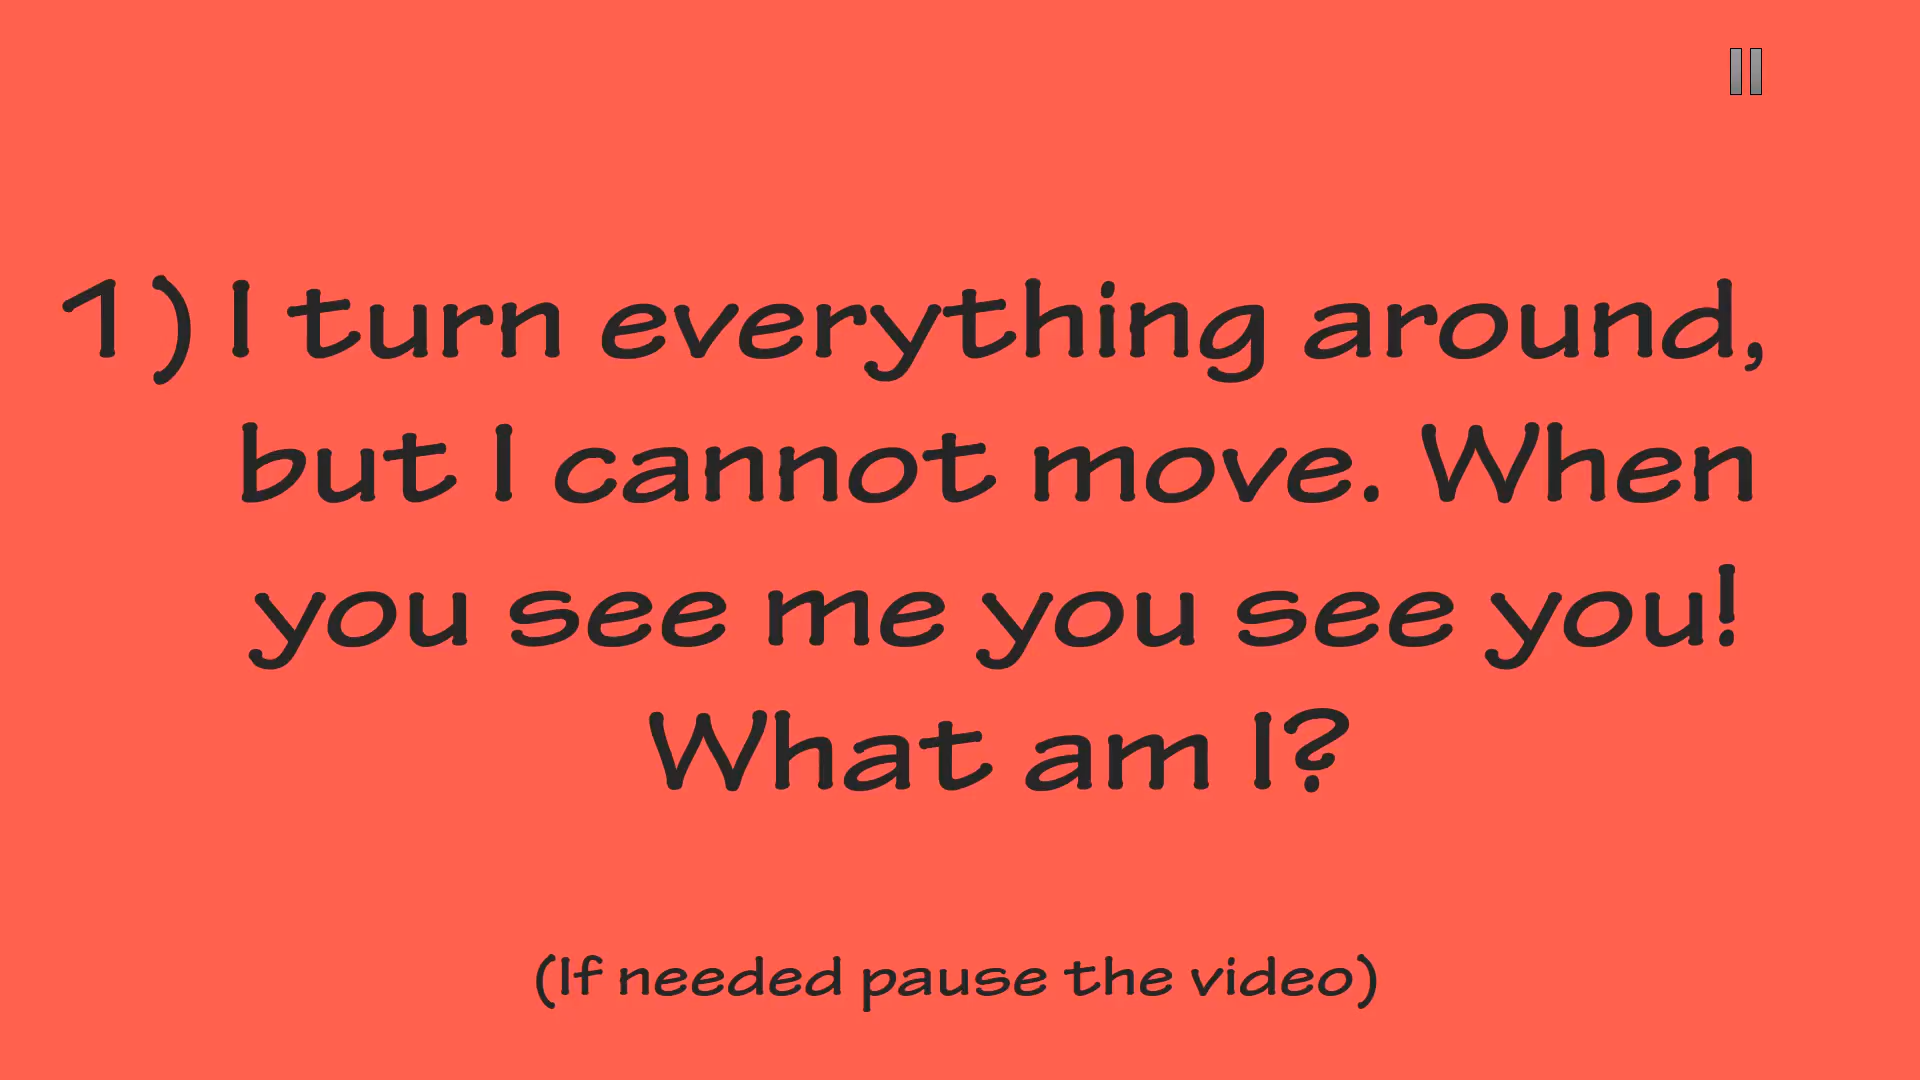 1) I turn everything around,
but I cannot move. When
you see me you see you!
What am I?
(If needed pause the video)